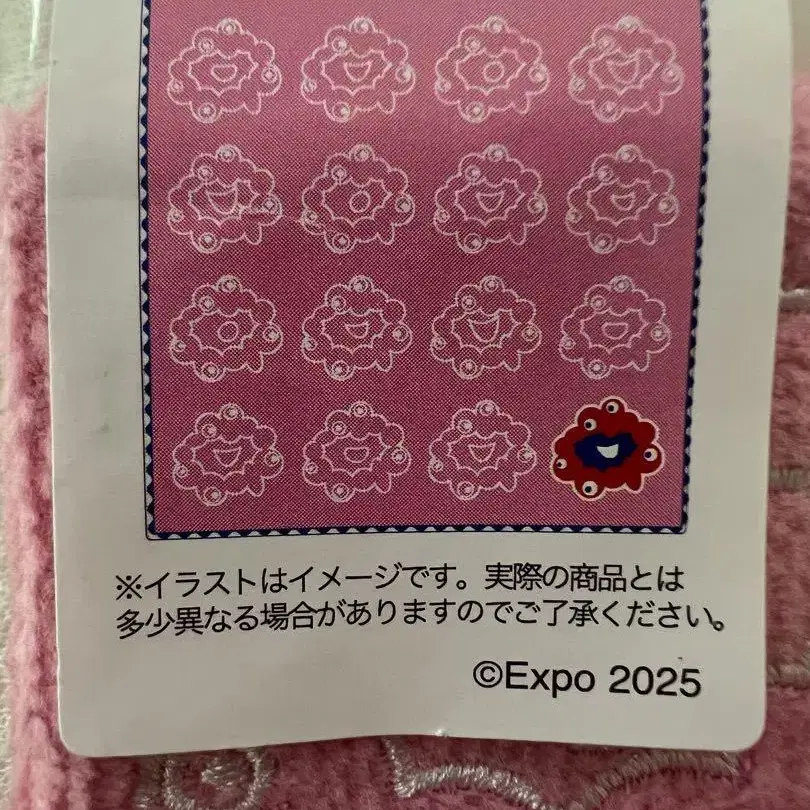 ※イラストはイメージです。実際の商品とは
多少異なる場合がありますのでご了承ください。
©Expo 2025